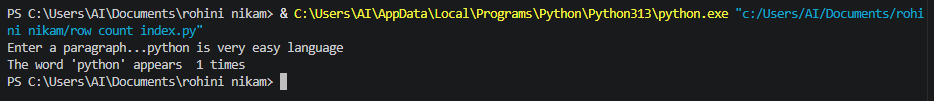 PS C:\Users\AI\Documents\rohini nikam> & C:\Users\AI\AppData\Local\Programs\Python\Python313\python.exe "c:/Users/AI/Documents/rohi
ni nikam/row count index.py"
Enter a paragraph...python is very easy language
The word 'python' appears  1 times
PS C:\Users\AI\Documents\rohini nikam>